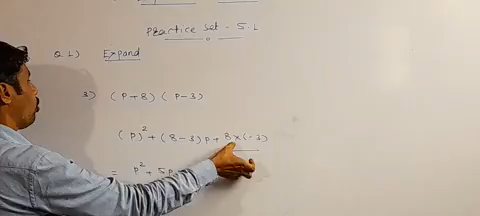 Practice set - 5.1
Q.1) Expand
3) (p+8) (p-3)
(p)² + (8-3) p + 8×(-3)
= p² + 5p